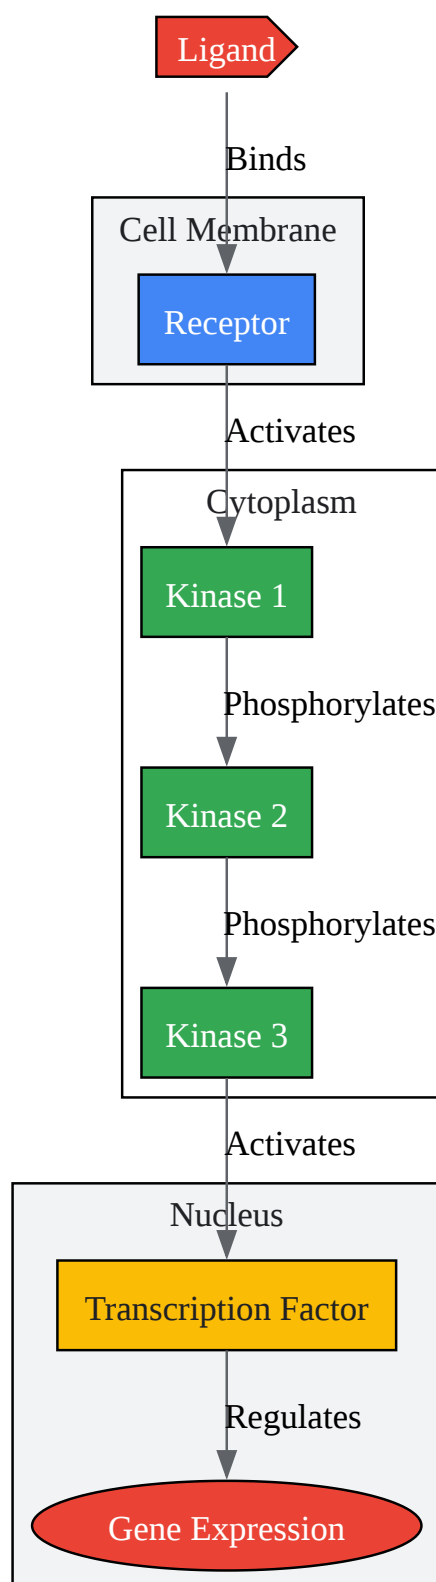 Ligand
Binds
Cell Membrane
Receptor
Activates
Cytoplasm
Kinase 1
Phosphorylates
Kinase 2
Phosphorylates
Kinase 3
Activates
Nucleus
Transcription Factor
Regulates
Gene Expression